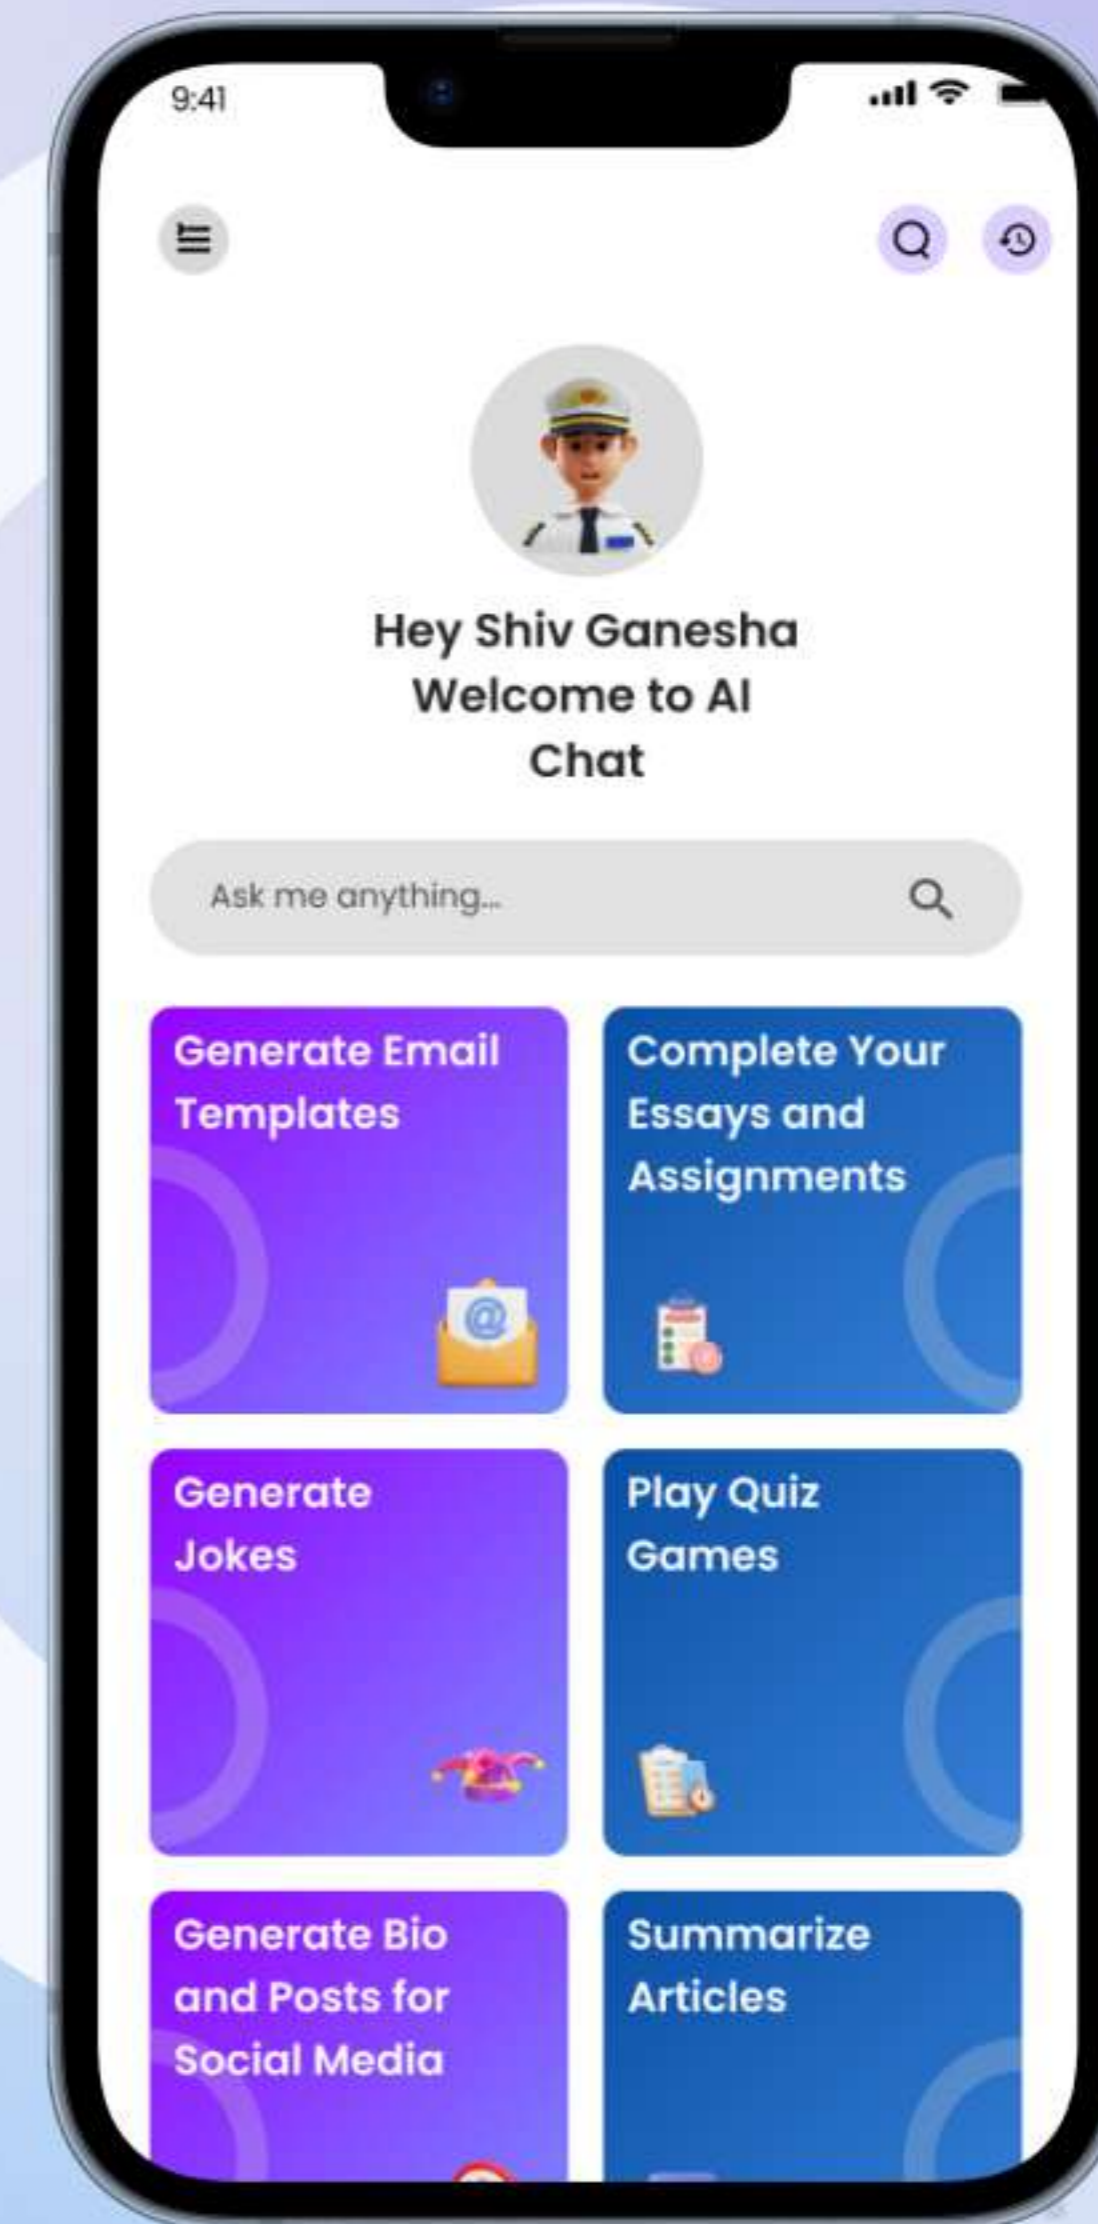 9:41
Hey Shiv Ganesha
Welcome to AI
Chat
Ask me anything...
Generate Email
Templates
Complete Your
Essays and
Assignments
@
Generate
Jokes
Play Quiz
Games
Generate Bio
and Posts for
Social Media
Summarize
Articles